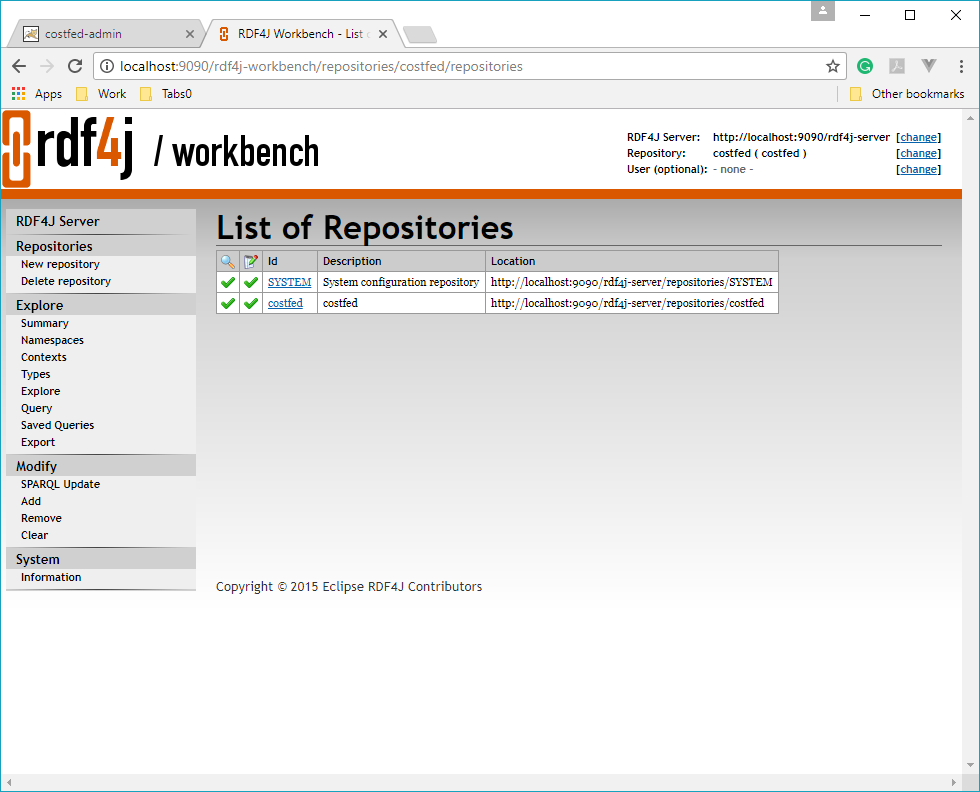 costfed-admin
RDF4J Workbench - List
localhost:9090/rdf4j-workbench/repositories/costfed/repositories
Apps Work Tabs0 Other bookmarks
rdf4j / workbench
RDF4J Server: http://localhost:9090/rdf4j-server [change]
Repository: costfed ( costfed ) [change]
User (optional): - none - [change]
RDF4J Server
Repositories
New repository
Delete repository
Explore
Summary
Namespaces
Contexts
Types
Explore
Query
Saved Queries
Export
Modify
SPARQL Update
Add
Remove
Clear
System
Information
List of Repositories
Id Description Location
SYSTEM System configuration repository http://localhost:9090/rdf4j-server/repositories/SYSTEM
costfed costfed http://localhost:9090/rdf4j-server/repositories/costfed
Copyright © 2015 Eclipse RDF4J Contributors